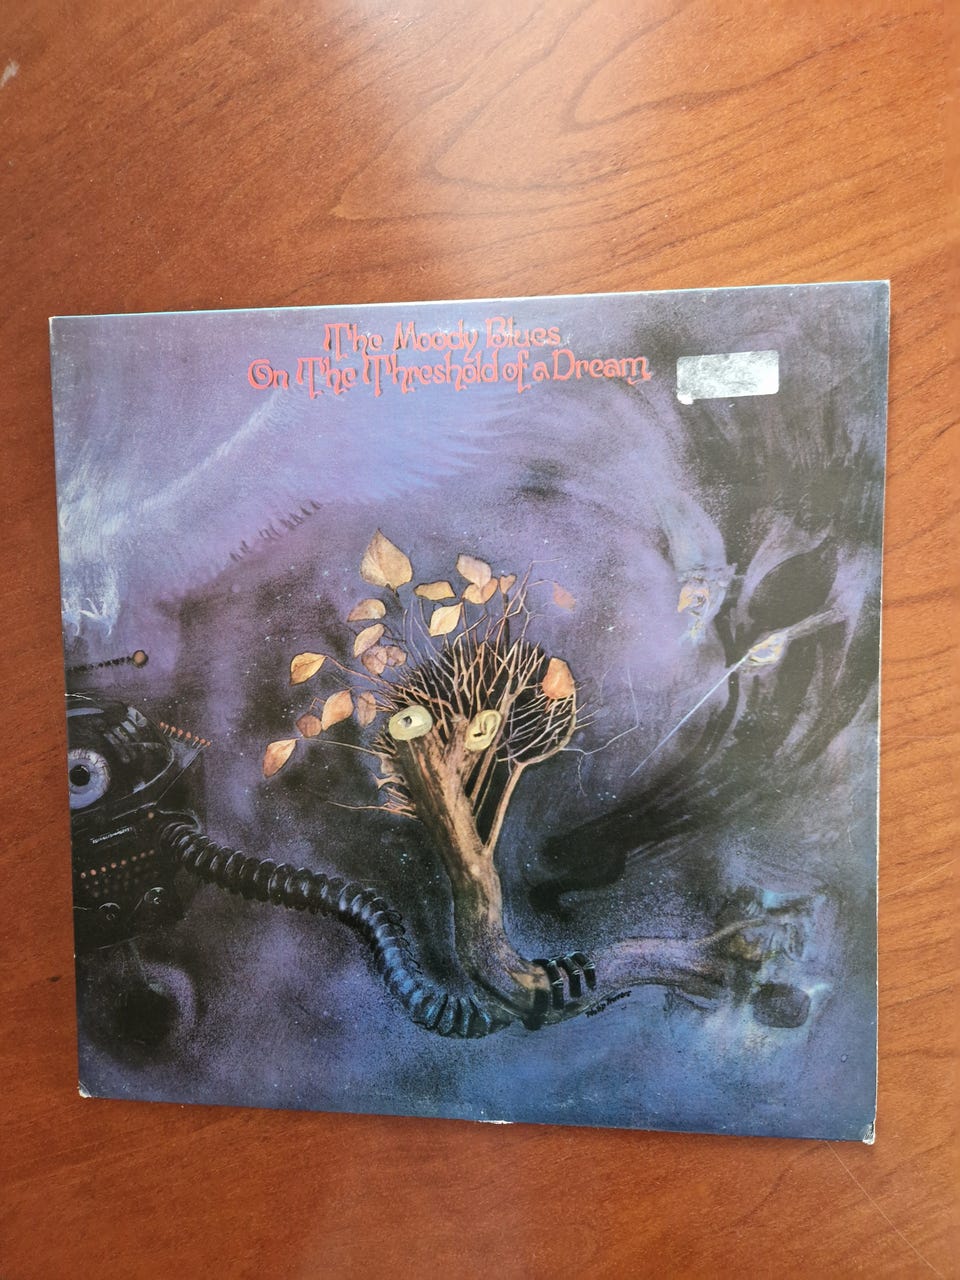 The Moody Blues
On The Threshold of a Dream